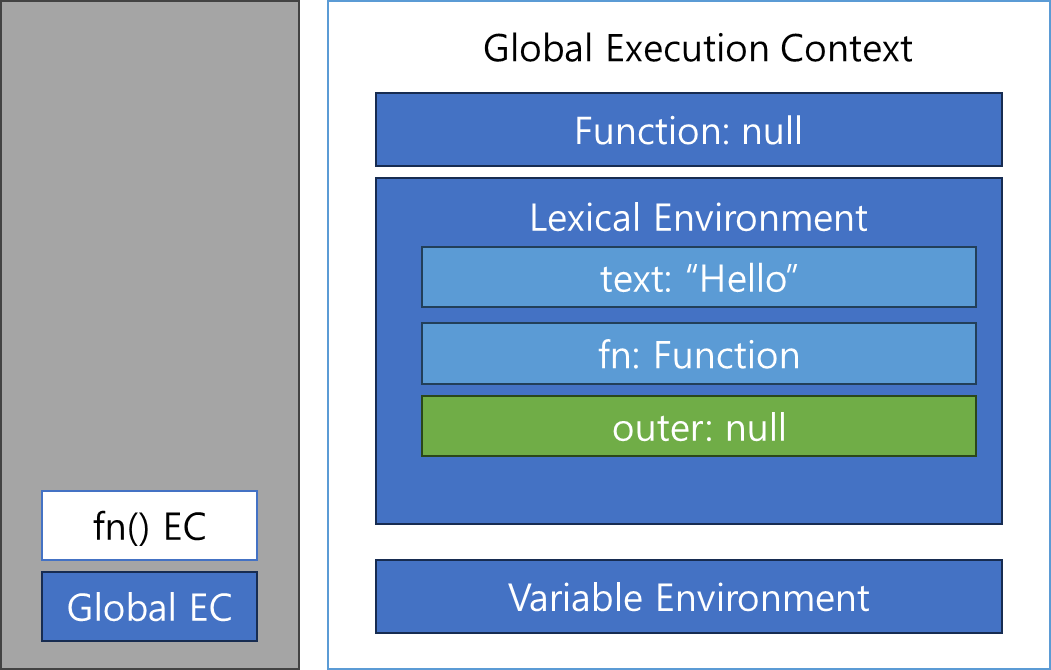 fn() EC
Global EC
Global Execution Context
Function: null
Lexical Environment
text: “Hello”
fn: Function
outer: null
Variable Environment